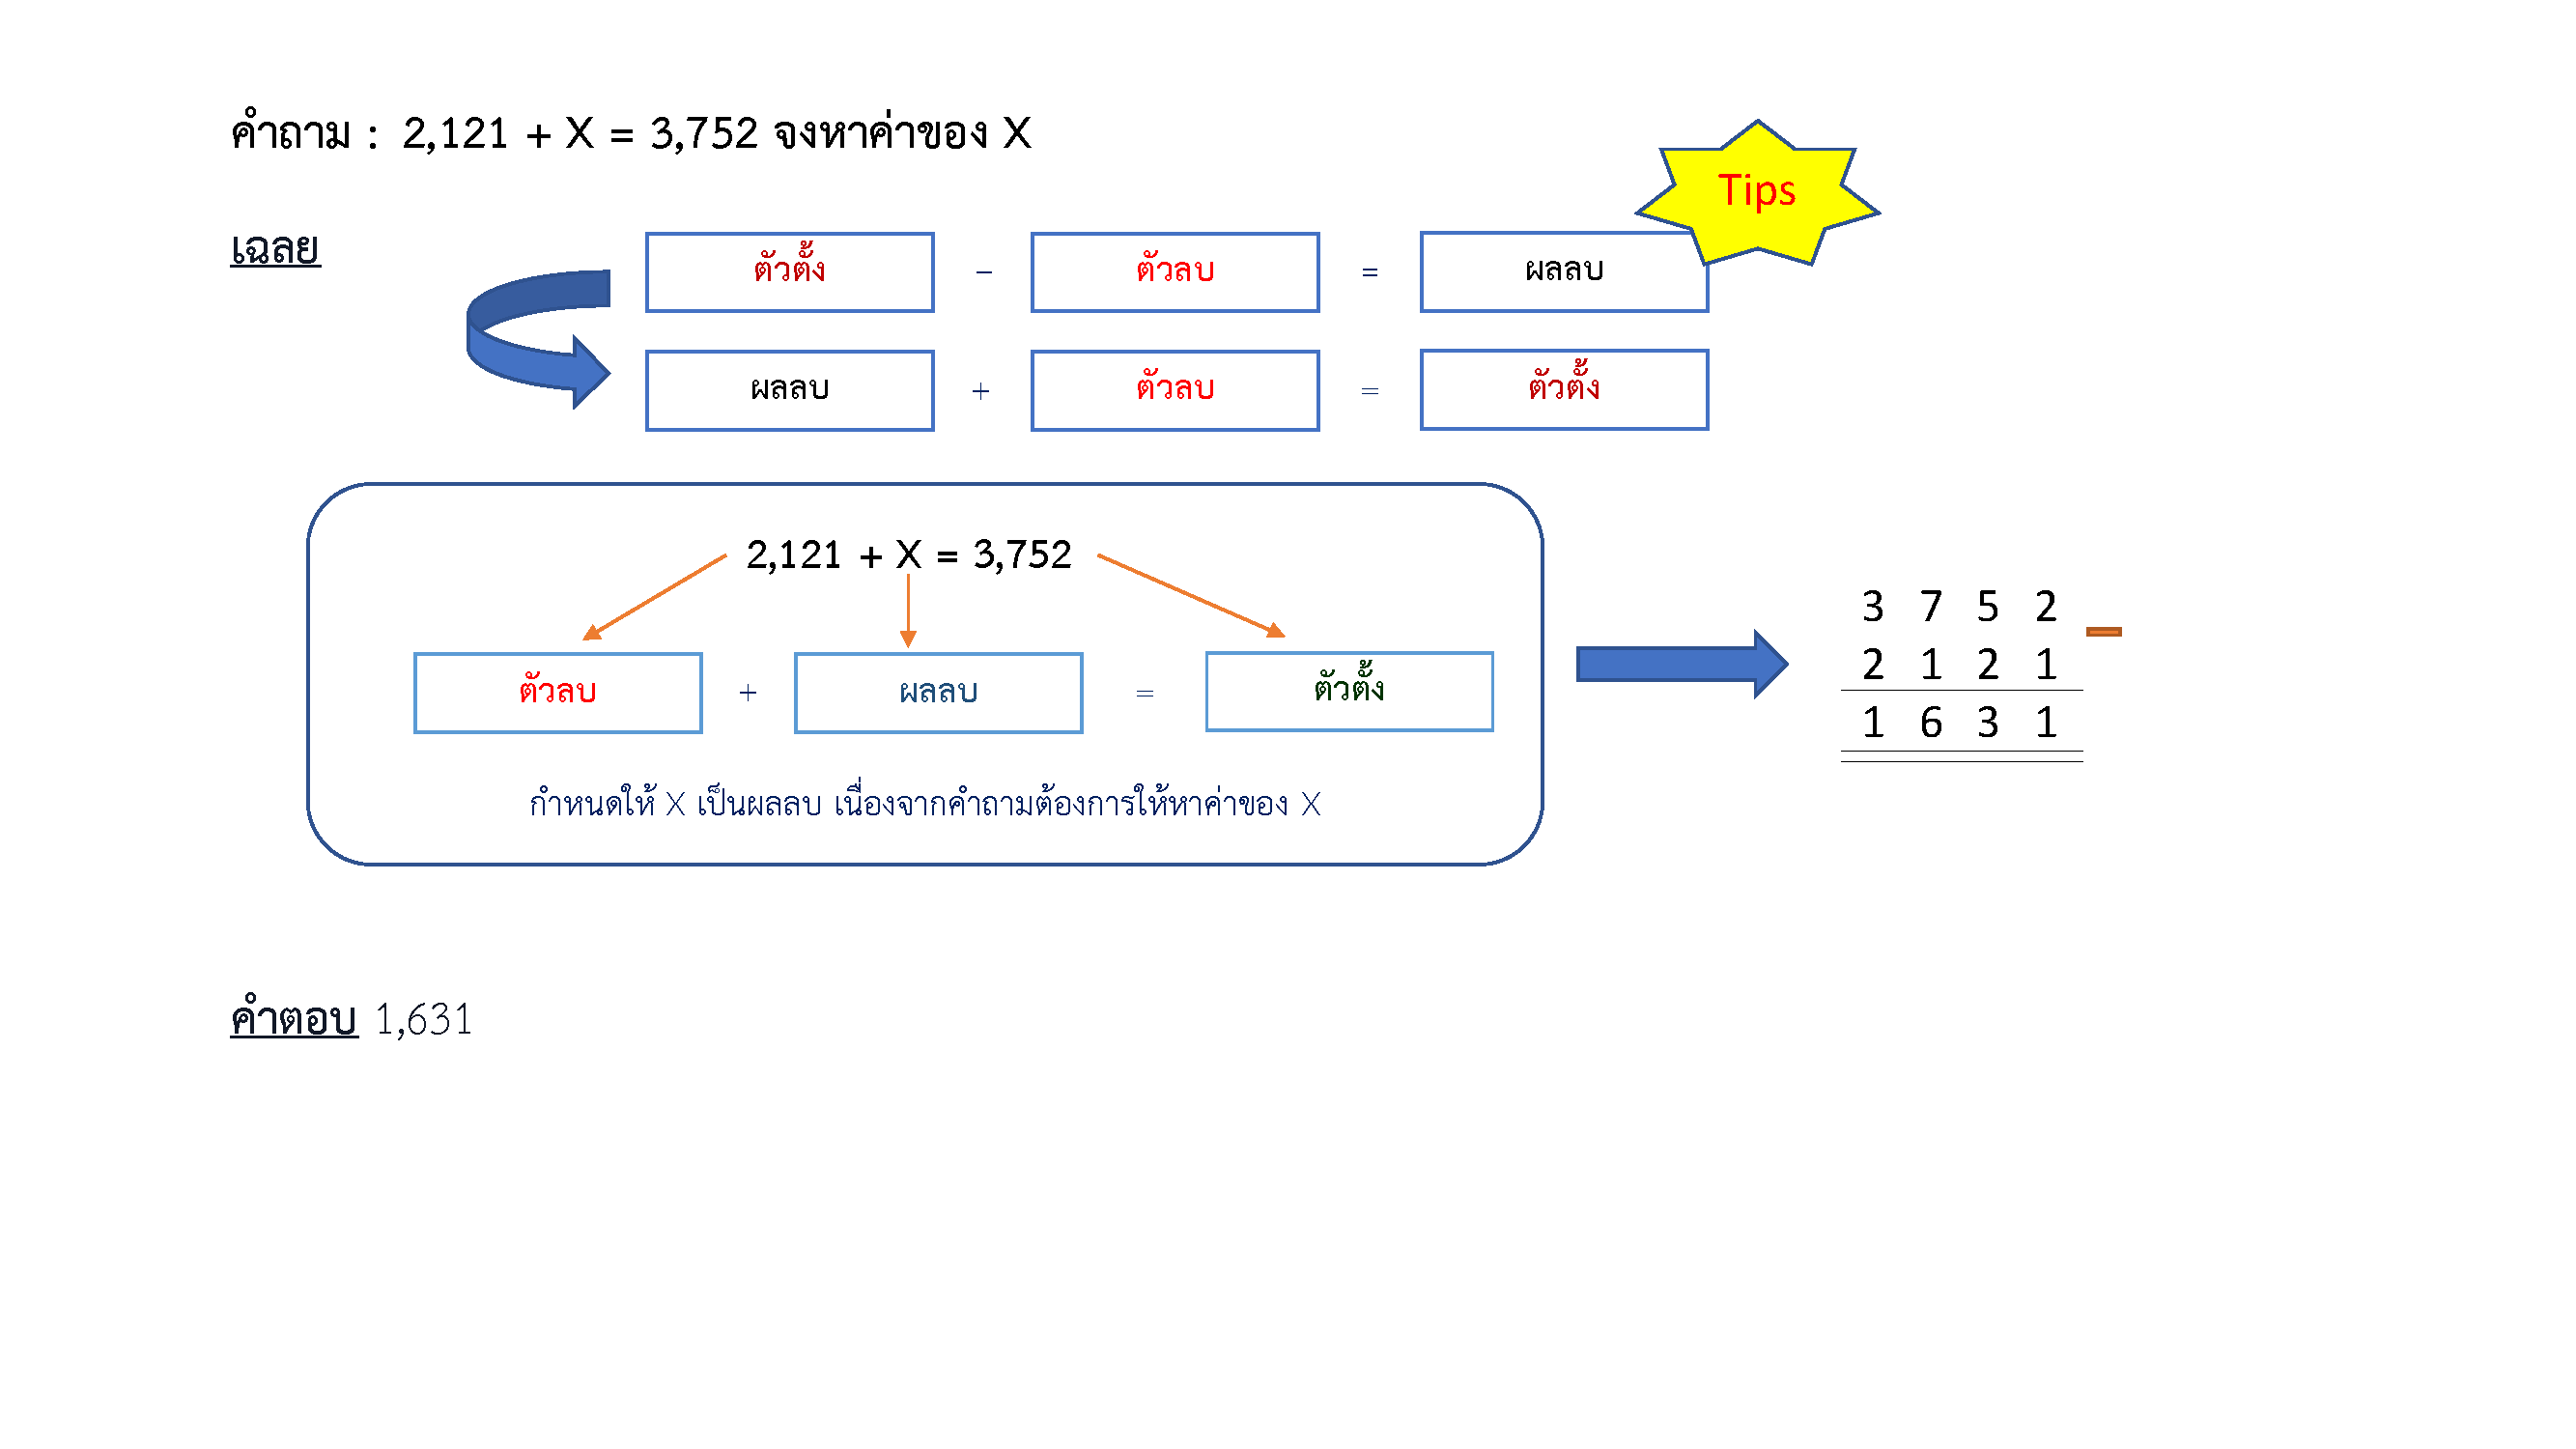 คำถาม : 2,121 + X = 3,752 จงหาค่าของ X
Tips
เฉลย
ตัวตั้ง - ตัวลบ = ผลลบ
ผลลบ + ตัวลบ = ตัวตั้ง
2,121 + X = 3,752
ตัวลบ + ผลลบ = ตัวตั้ง
กำหนดให้ X เป็นผลลบ เนื่องจากคำถามต้องการให้หาค่าของ X
3 7 5 2
-
2 1 2 1
1 6 3 1
คำตอบ 1,631